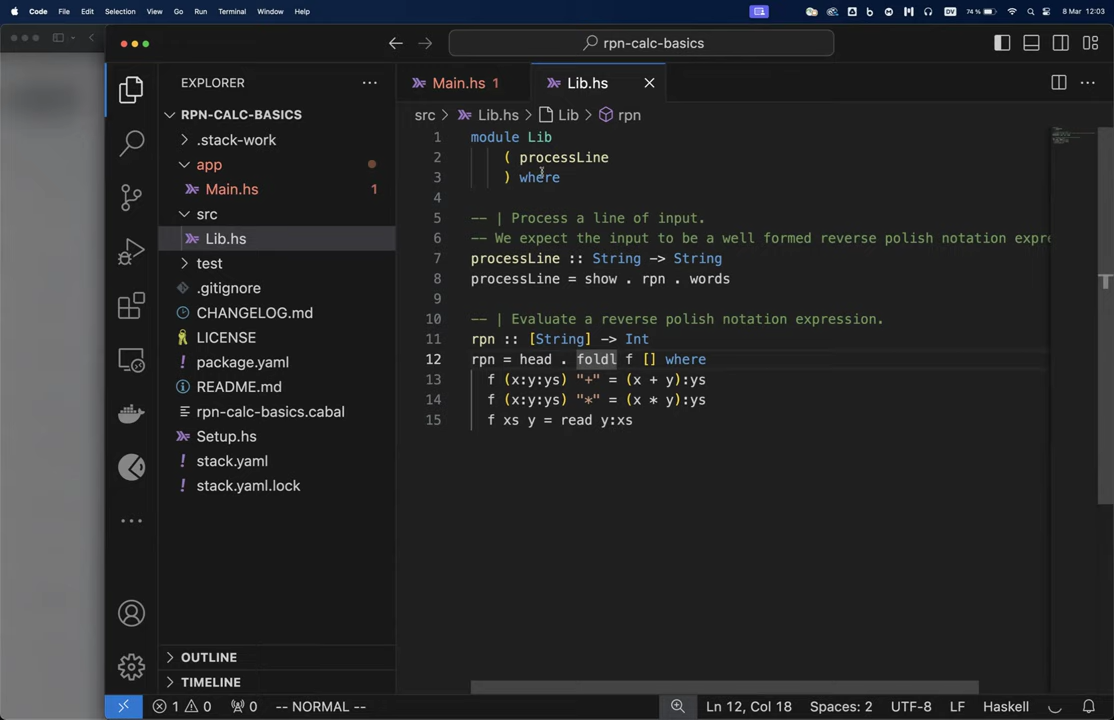 Code File Edit Selection View Go Run Terminal Window Help
DV 74 % 8 Mar 12:03
rpn-calc-basics
EXPLORER
Main.hs 1 Lib.hs
RPN-CALC-BASICS
.stack-work
app
Main.hs 1
src
Lib.hs
test
.gitignore
CHANGELOG.md
LICENSE
package.yaml
README.md
rpn-calc-basics.cabal
Setup.hs
stack.yaml
stack.yaml.lock
OUTLINE
TIMELINE
src > Lib.hs > Lib > rpn
1 module Lib
2 ( processLine
3 ) where
4
5 -- | Process a line of input.
6 -- We expect the input to be a well formed reverse polish notation expre
7 processLine :: String -> String
8 processLine = show . rpn . words
9
10 -- | Evaluate a reverse polish notation expression.
11 rpn :: [String] -> Int
12 rpn = head . foldl f [] where
13 f (x:y:ys) "+" = (x + y):ys
14 f (x:y:ys) "*" = (x * y):ys
15 f xs y = read y:xs
1 0 0 -- NORMAL -- Ln 12, Col 18 Spaces: 2 UTF-8 LF Haskell